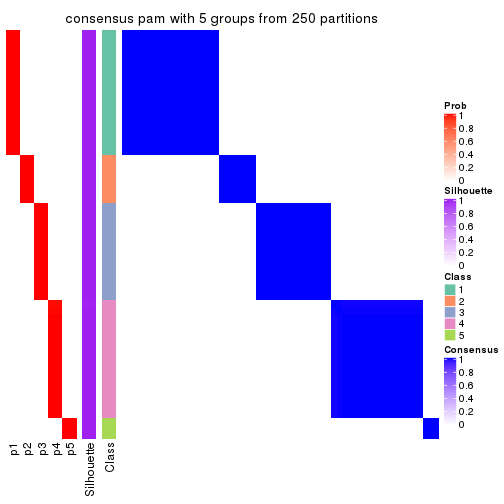 consensus pam with 5 groups from 250 partitions
Prob
1
0.8
0.6
0.4
0.2
0
Silhouette
1
0.8
0.6
0.4
0.2
0
Class
1
2
3
4
5
Consensus
1
0.8
0.6
0.4
0.2
0
p1
p2
p3
p4
p5
Silhouette
Class